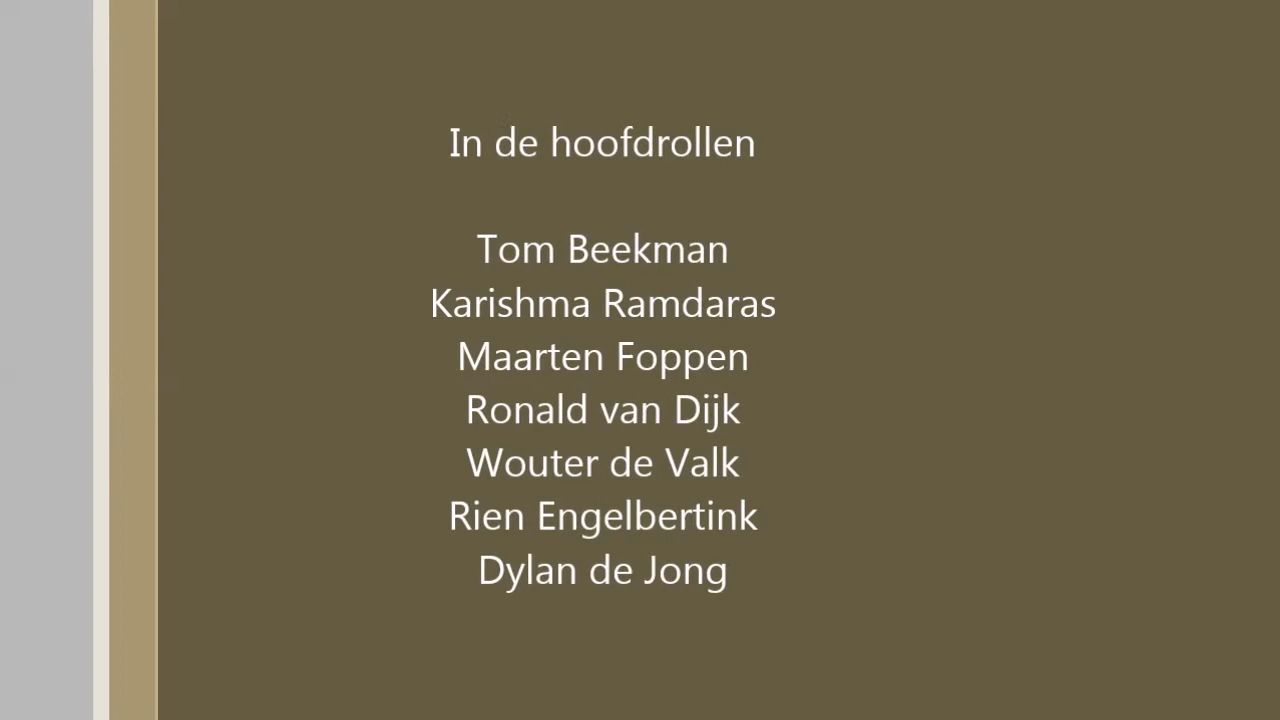 In de hoofdrollen
Tom Beekman
Karishma Ramdaras
Maarten Foppen
Ronald van Dijk
Wouter de Valk
Rien Engelbertink
Dylan de Jong